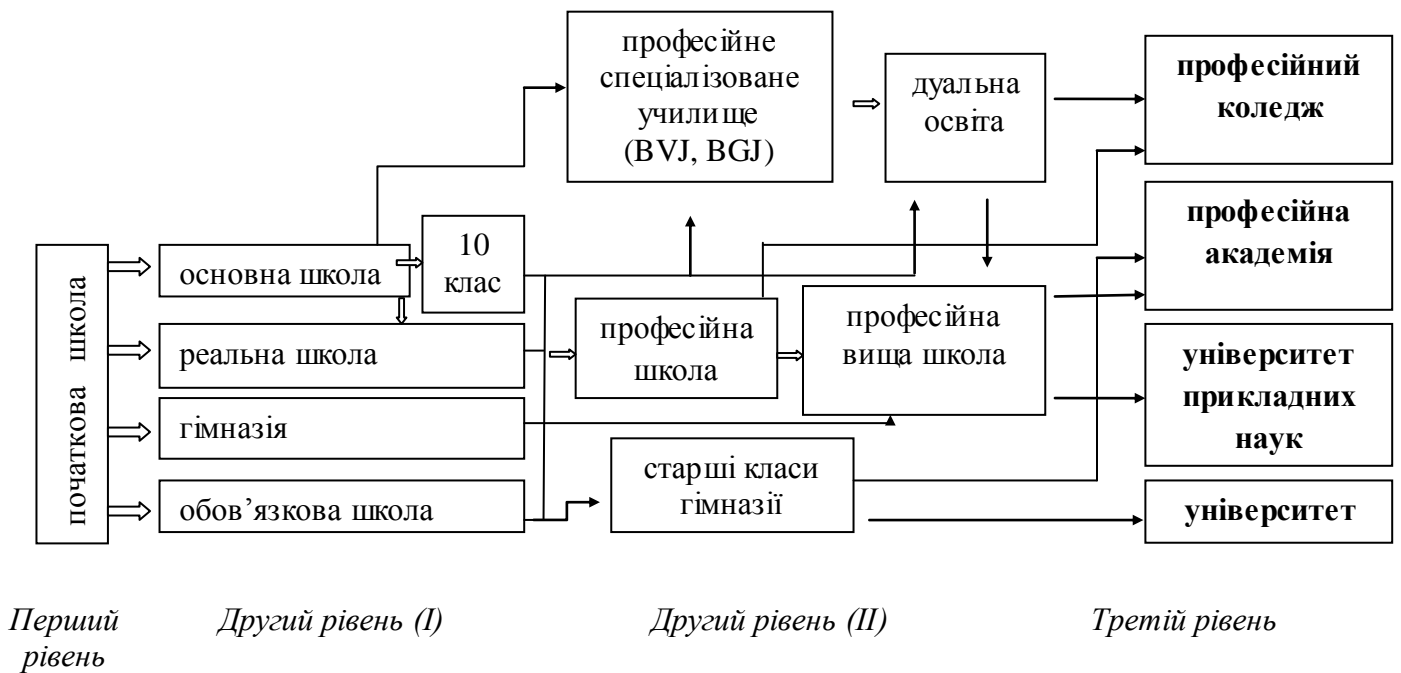 професійне
спеціалізоване
училище
(BVJ, BGJ)
дуальна
освіта
професійний
коледж
професійна
академія
університет
прикладних
наук
університет
початкова школа
основна школа
10
клас
реальна школа
гімназія
обов’язкова школа
професійна
школа
професійна
вища школа
старші класи
гімназії
Перший
рівень
Другий рівень (I)
Другий рівень (II)
Третій рівень